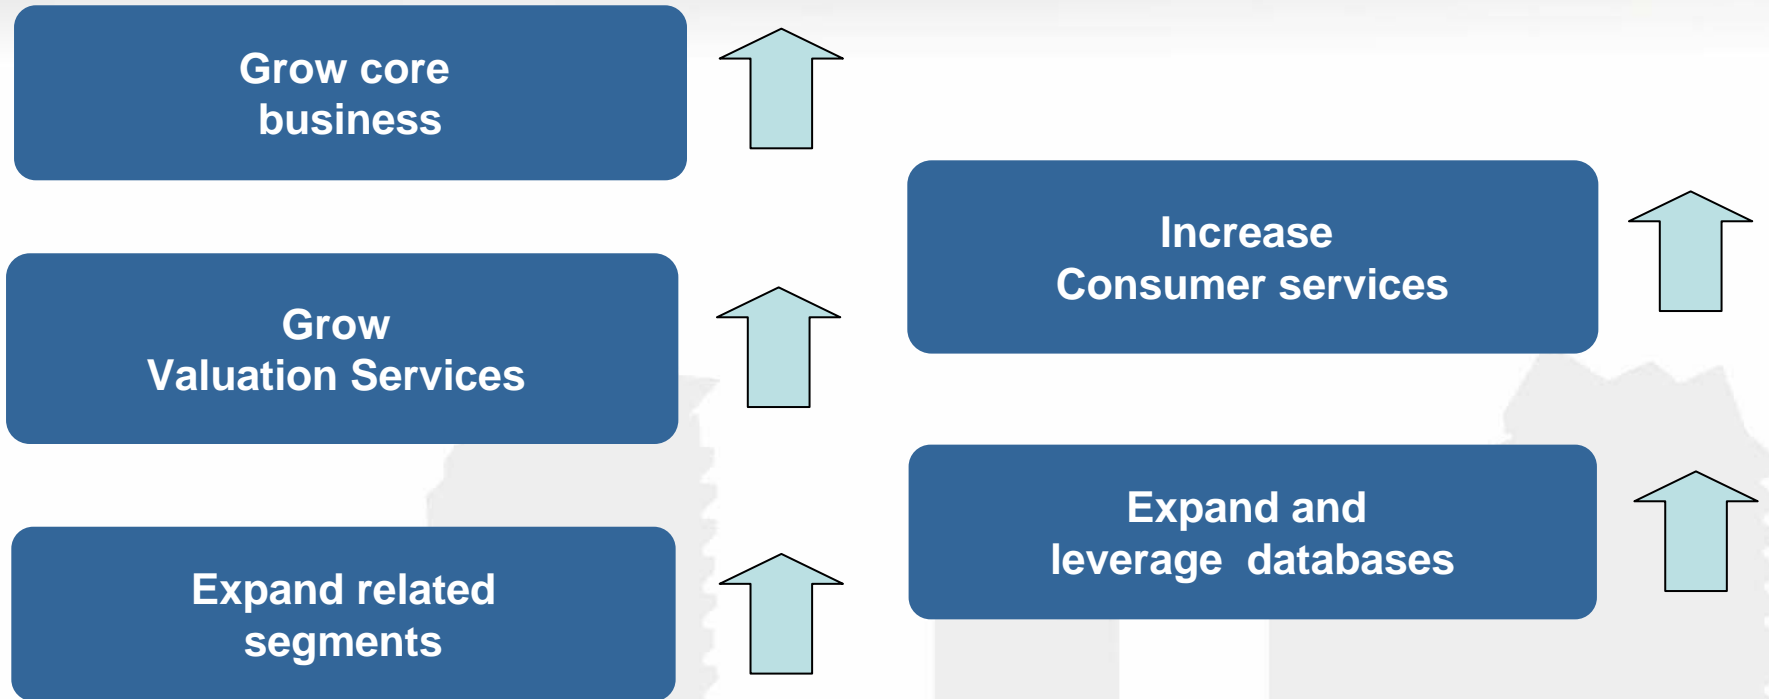 Grow core
business
Grow
Valuation Services
Expand related
segments
Increase
Consumer services
Expand and
leverage  databases